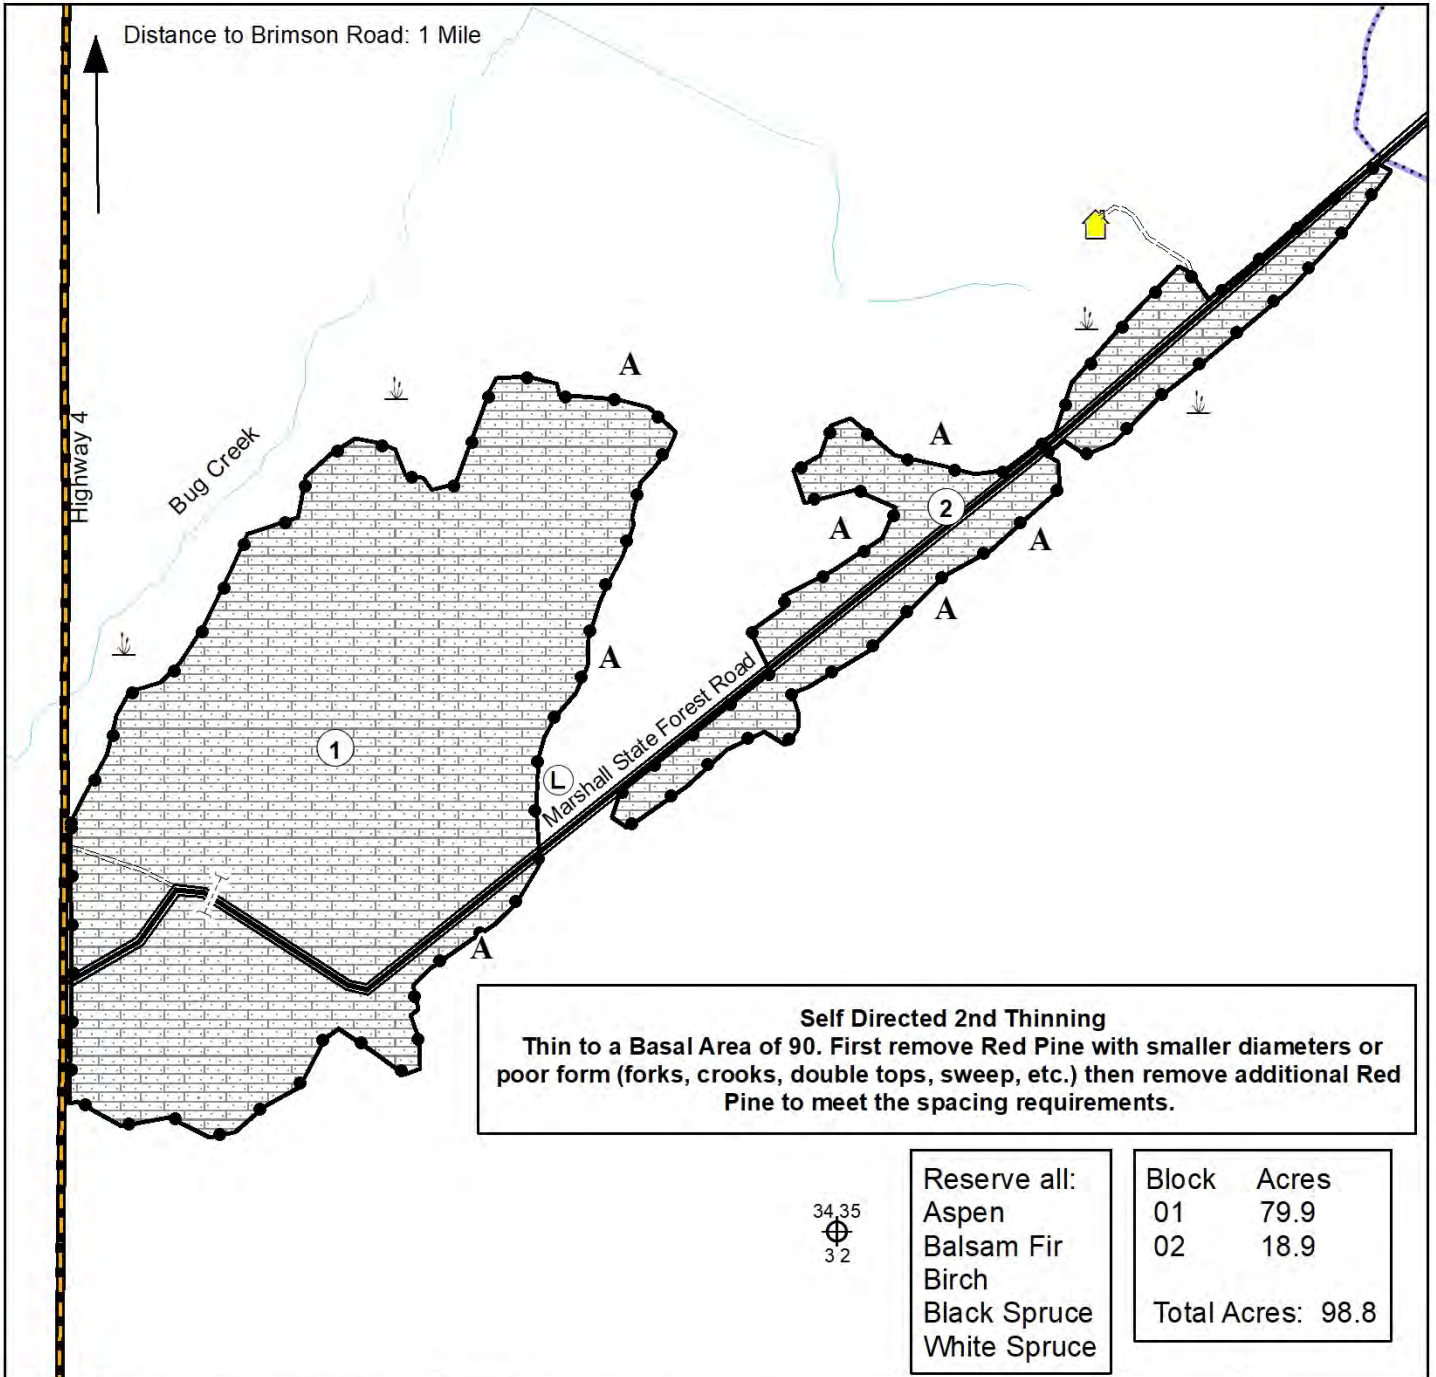 Distance to Brimson Road: 1 Mile
A
Highway 4
Bug Creek
A
2
A
A
A
A
1
L
Marshall State Forest Road
A
Self Directed 2nd Thinning
Thin to a Basal Area of 90. First remove Red Pine with smaller diameters or
poor form (forks, crooks, double tops, sweep, etc.) then remove additional Red
Pine to meet the spacing requirements.
34 35
3 2
Reserve all:
Aspen
Balsam Fir
Birch
Black Spruce
White Spruce
Block Acres
01 79.9
02 18.9
Total Acres: 98.8